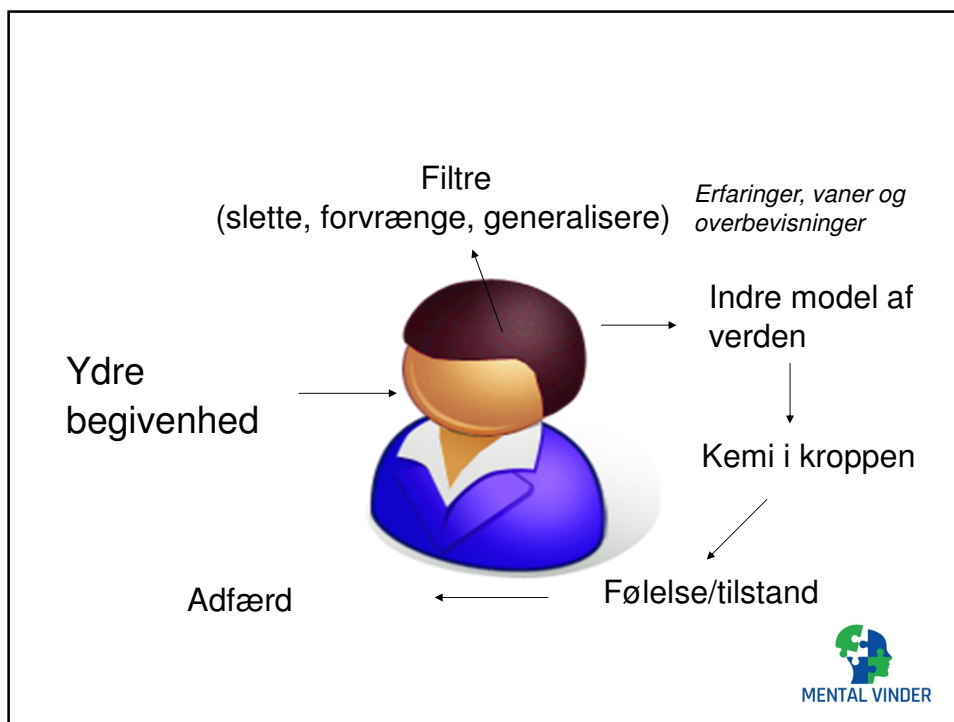 Filtre
(slette, forvrænge, generalisere)
Erfaringer, vaner og
overbevisninger
Indre model af
verden
Ydre
begivenhed
Kemi i kroppen
Følelse/tilstand
Adfærd
MENTAL VINDER